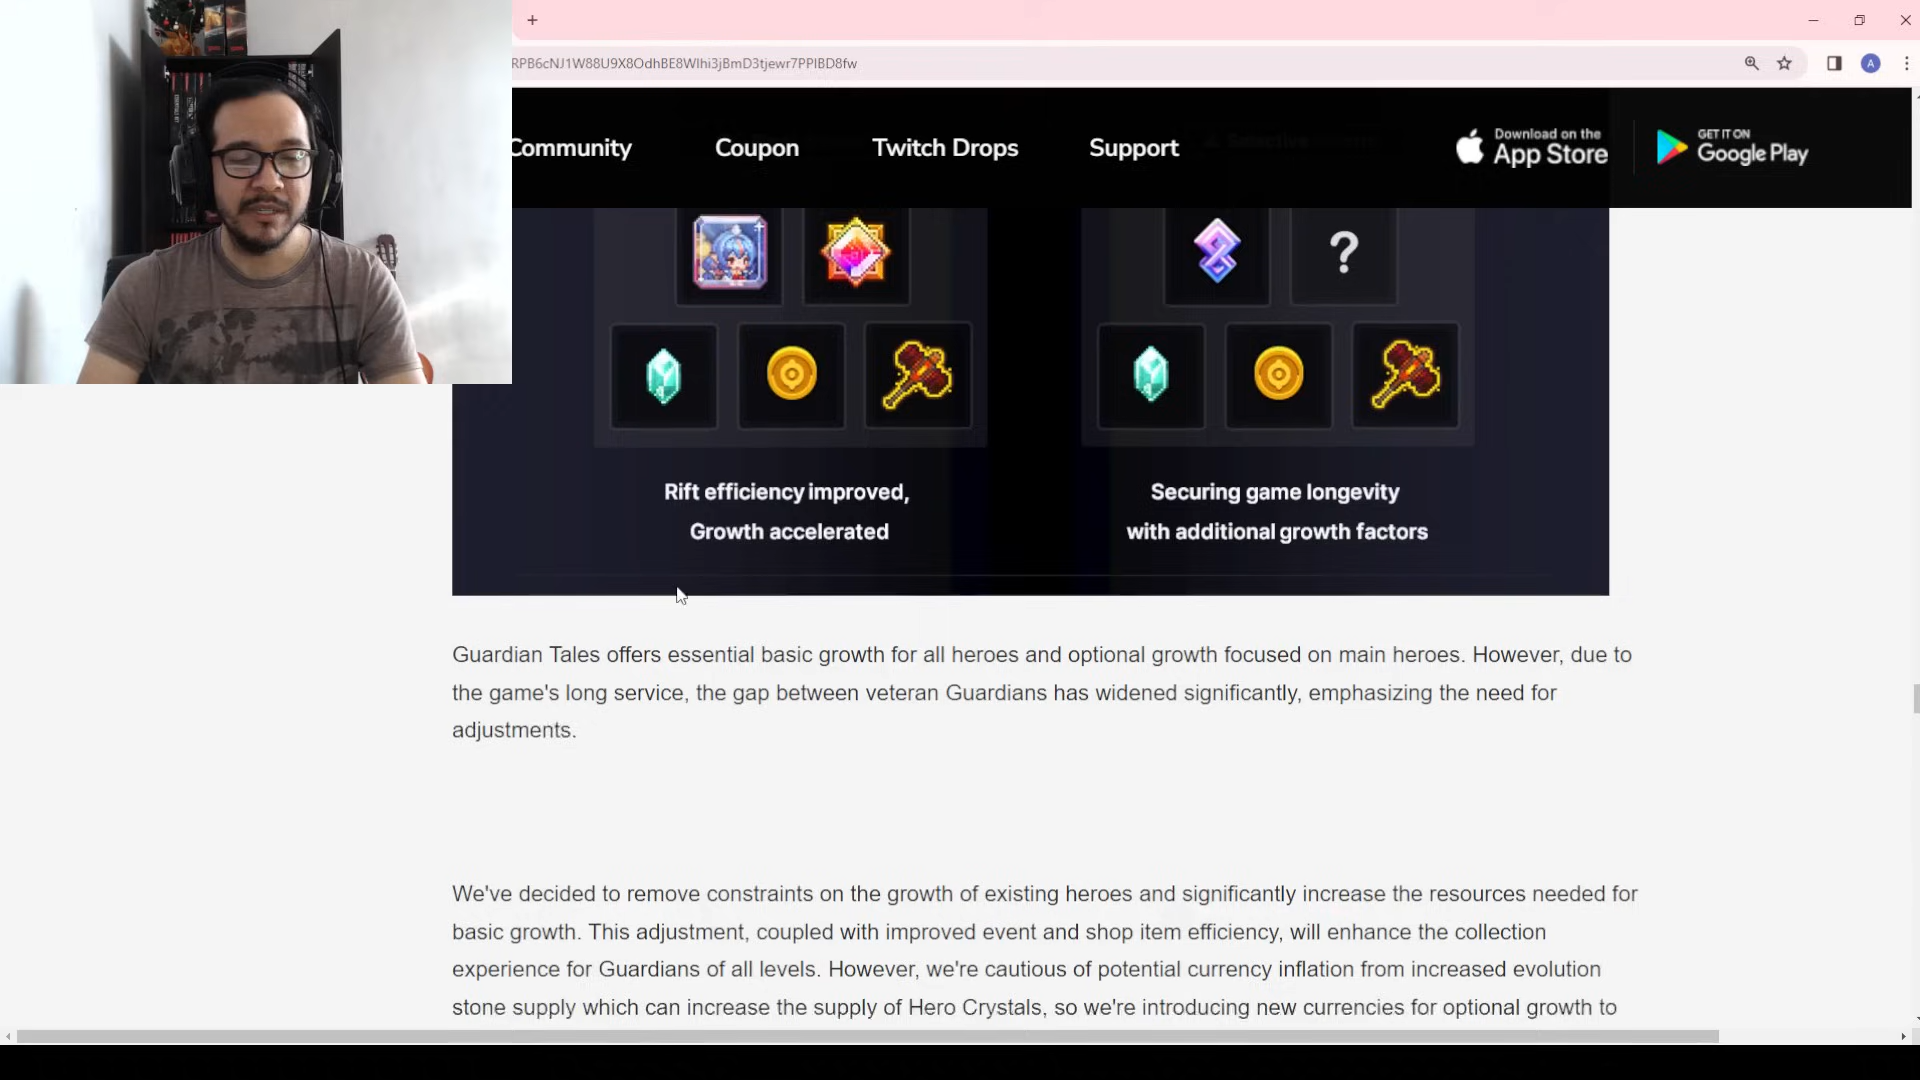 RPB6cNJ1W88U9X8OdhBE8Wlhi3jBmD3tjewr7PPlBD8fw
A
Community
Coupon
Twitch Drops
Support
Download on the
App Store
GET IT ON
Google Play
?
Rift efficiency improved,
Growth accelerated
Securing game longevity
with additional growth factors
Guardian Tales offers essential basic growth for all heroes and optional growth focused on main heroes. However, due to
the game's long service, the gap between veteran Guardians has widened significantly, emphasizing the need for
adjustments.
We've decided to remove constraints on the growth of existing heroes and significantly increase the resources needed for
basic growth. This adjustment, coupled with improved event and shop item efficiency, will enhance the collection
experience for Guardians of all levels. However, we're cautious of potential currency inflation from increased evolution
stone supply which can increase the supply of Hero Crystals, so we're introducing new currencies for optional growth to